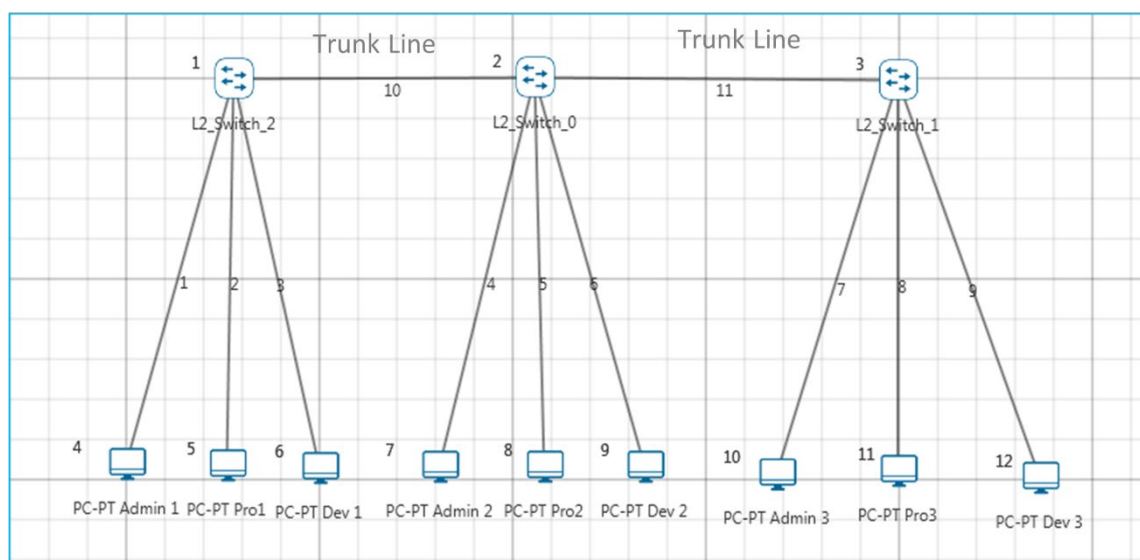 Trunk Line
Trunk Line
1
2
3
10
11
L2_Switch_2
L2_Switch_0
L2_Switch_1
1
2
3
4
5
6
7
8
9
4
5
6
7
8
9
10
11
12
PC-PT Admin 1
PC-PT Pro1
PC-PT Dev 1
PC-PT Admin 2
PC-PT Pro2
PC-PT Dev 2
PC-PT Admin 3
PC-PT Pro3
PC-PT Dev 3